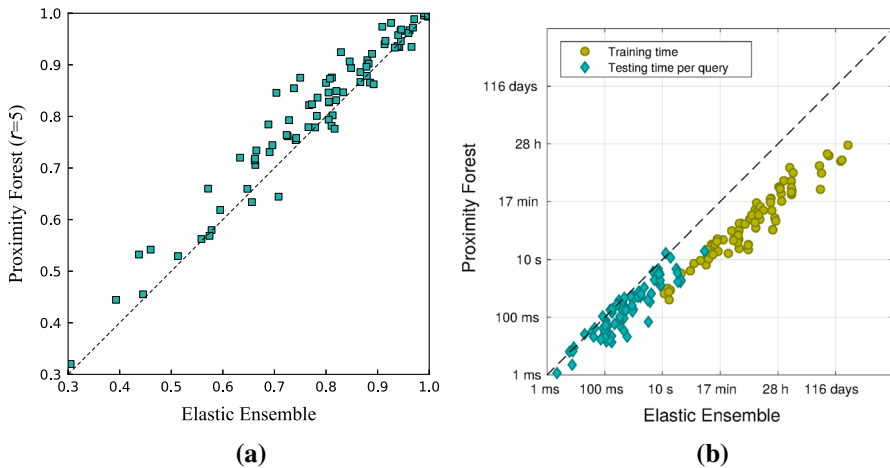 1.0
0.9
0.8
0.7
0.6
0.5
0.4
0.3
Proximity Forest (r=5)
0.3 0.4 0.5 0.6 0.7 0.8 0.9 1.0
Elastic Ensemble
(a)
Training time
Testing time per query
116 days
28 h
17 min
10 s
100 ms
1 ms
Proximity Forest
1 ms 100 ms 10 s 17 min 28 h 116 days
Elastic Ensemble
(b)